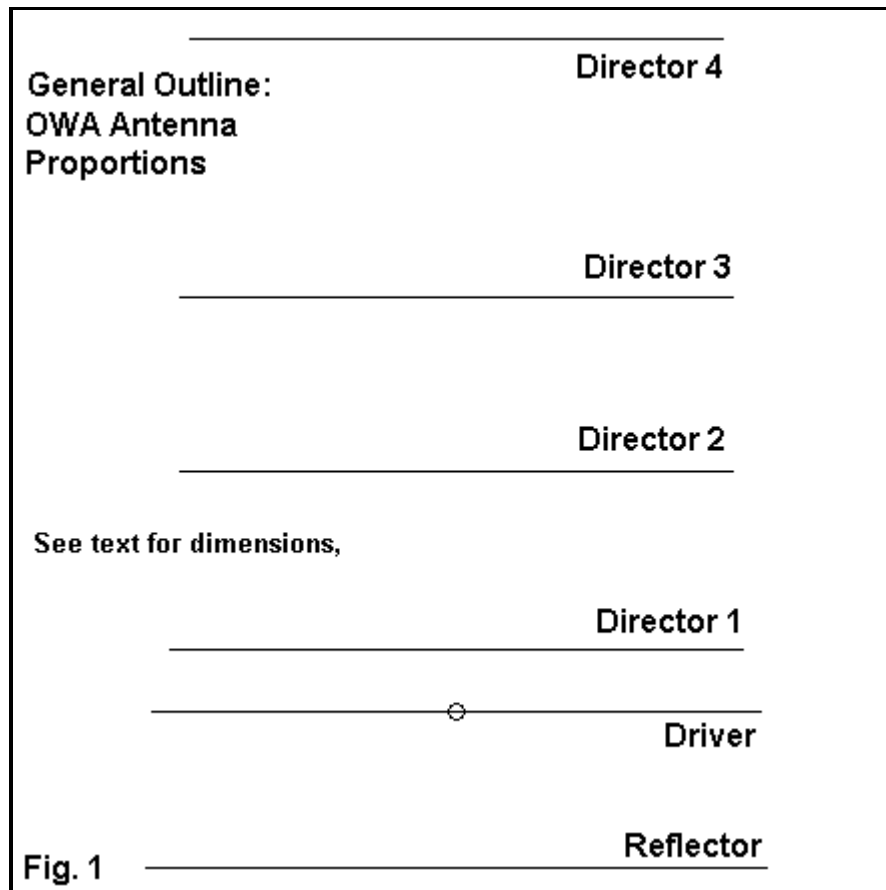 Director 4
General Outline:
OWA Antenna
Proportions
Director 3
Director 2
See text for dimensions,
Director 1
Driver
Reflector
Fig. 1